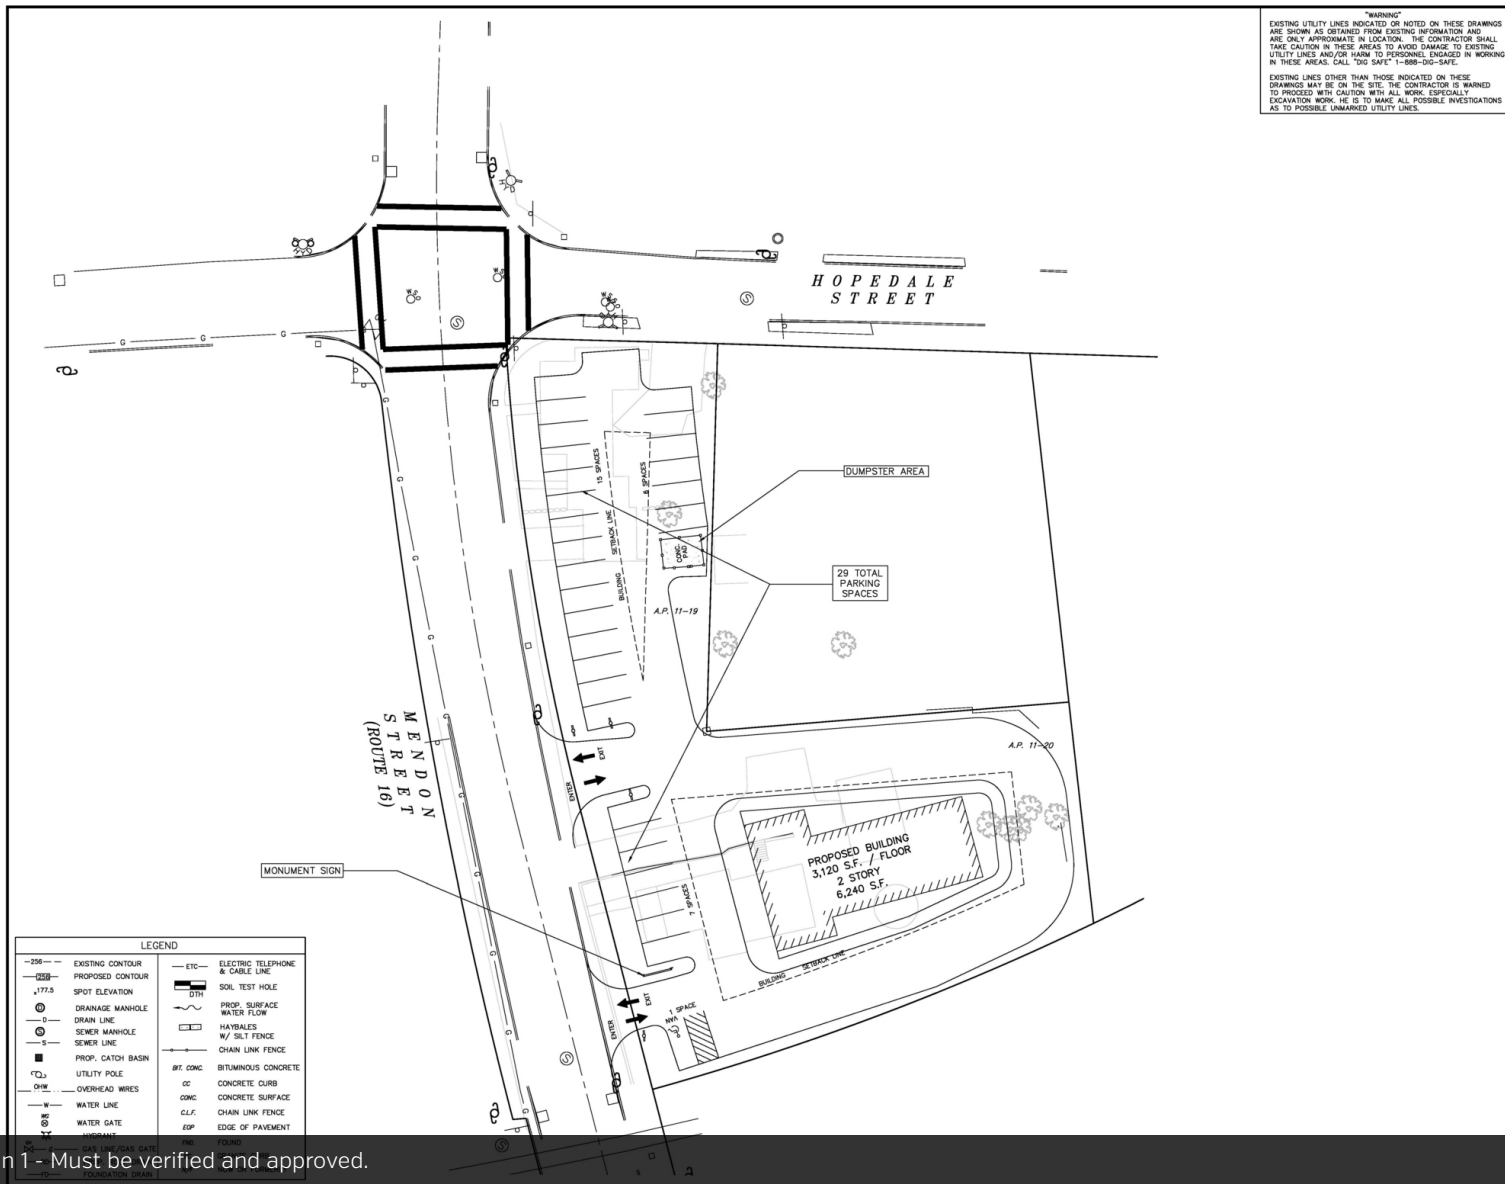 "WARNING"
EXISTING UTILITY LINES INDICATED OR NOTED ON THESE DRAWINGS
ARE SHOWN AS OBTAINED FROM EXISTING INFORMATION AND
ARE ONLY APPROXIMATE IN LOCATION. THE CONTRACTOR SHALL
TAKE CAUTION IN THESE AREAS TO AVOID DAMAGE TO EXISTING
UTILITY LINES AND/OR HARM TO PERSONNEL ENGAGED IN WORKING
IN THESE AREAS. CALL "DIG SAFE" 1-888-DIG-SAFE.
EXISTING LINES OTHER THAN THOSE INDICATED ON THESE
DRAWINGS MAY BE ON THE SITE. THE CONTRACTOR IS WARNED
TO PROCEED WITH CAUTION WITH ALL WORK. ESPECIALLY
EXCAVATION WORK. HE IS TO MAKE ALL POSSIBLE INVESTIGATIONS
AS TO POSSIBLE UNMARKED UTILITY LINES.
HOPEDALE
STREET
15 SPACES
8 SPACES
BUILDING SETBACK LINE
DUMPSTER AREA
CONC.
PAD
29 TOTAL
PARKING
SPACES
A.P. 11-19
MENDON
STREET
(ROUTE 16)
EXIT
ENTER
A.P. 11-20
PROPOSED BUILDING
3,120 S.F. / FLOOR
2 STORY
6,240 S.F.
7 SPACES
MONUMENT SIGN
BUILDING SETBACK LINE
EXIT
ENTER
1 SPACE
VAN
LEGEND
256 EXISTING CONTOUR
256 PROPOSED CONTOUR
177.5 SPOT ELEVATION
D DRAINAGE MANHOLE
D DRAIN LINE
S SEWER MANHOLE
S SEWER LINE
PROP. CATCH BASIN
UTILITY POLE
OHW OVERHEAD WIRES
W WATER LINE
WG WATER GATE
HYDRANT
GAS LINE/GAS GATE
FD FOUNDATION DRAIN
ETC ELECTRIC TELEPHONE
& CABLE LINE
DTH SOIL TEST HOLE
PROP. SURFACE
WATER FLOW
HAYBALES
W/ SILT FENCE
CHAIN LINK FENCE
BIT. CONC. BITUMINOUS CONCRETE
CC CONCRETE CURB
CONC. CONCRETE SURFACE
C.L.F. CHAIN LINK FENCE
EOP EDGE OF PAVEMENT
FND. FOUND
n 1 - Must be verified and approved.